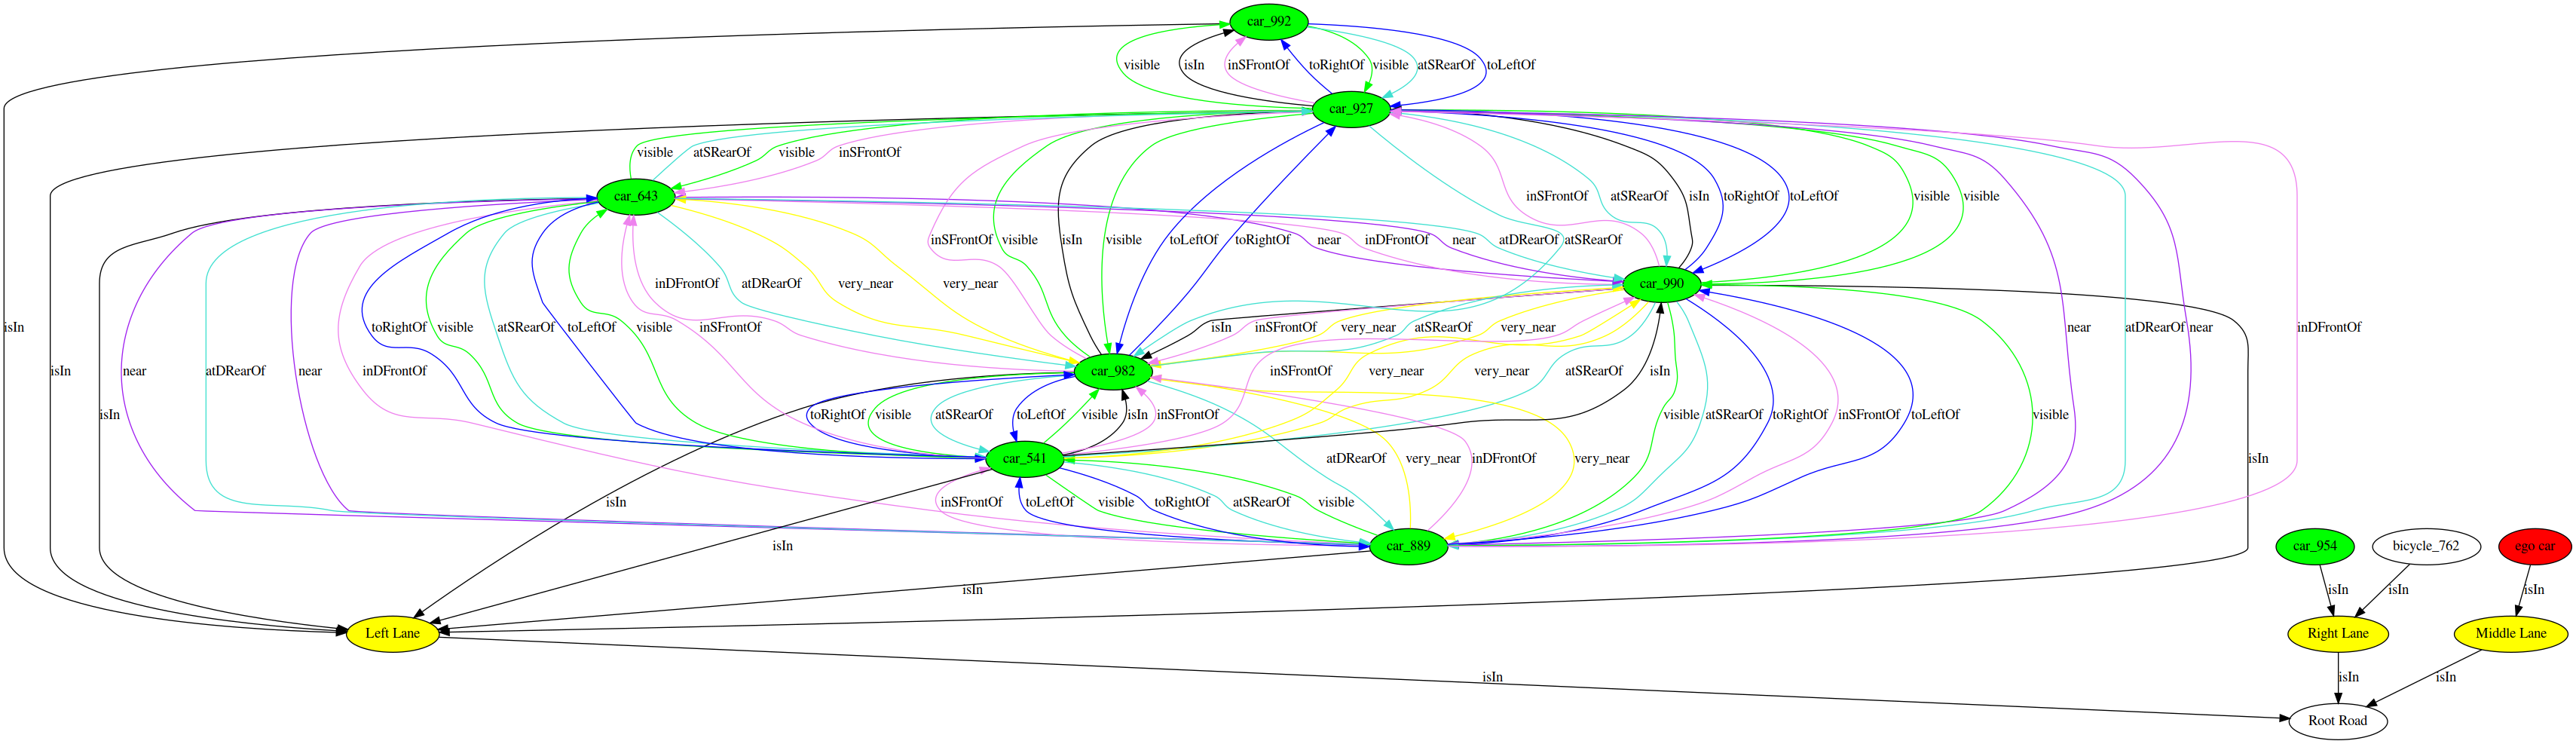 car_992
visible isIn inSFrontOf toRightOf visible atSRearOf toLeftOf
car_927
visible atSRearOf visible inSFrontOf
car_643 inSFrontOf atSRearOf isIn toRightOf toLeftOf visible visible
inSFrontOf visible isIn visible toLeftOf toRightOf near inDFrontOf near atDRearOf atSRearOf
inDFrontOf atDRearOf very_near very_near car_990
isIn toRightOf visible atSRearOf toLeftOf visible inSFrontOf isIn inSFrontOf very_near atSRearOf very_near near atDRearOf near inDFrontOf
isIn near atDRearOf near inDFrontOf car_982 inSFrontOf very_near very_near atSRearOf isIn
isIn toRightOf visible atSRearOf toLeftOf visible isIn inSFrontOf visible atSRearOf toRightOf inSFrontOf toLeftOf visible
car_541 atDRearOf very_near inDFrontOf very_near isIn
isIn inSFrontOf toLeftOf visible toRightOf atSRearOf visible
isIn car_889 car_954 bicycle_762 ego car
isIn isIn isIn isIn
Left Lane Right Lane Middle Lane
isIn isIn isIn
Root Road